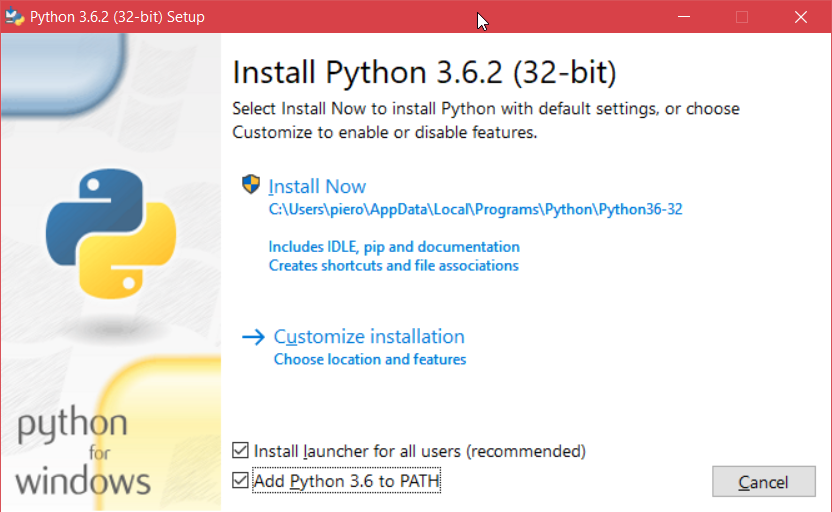 Python 3.6.2 (32-bit) Setup
Install Python 3.6.2 (32-bit)
Select Install Now to install Python with default settings, or choose
Customize to enable or disable features.
Install Now
C:\Users\piero\AppData\Local\Programs\Python\Python36-32
Includes IDLE, pip and documentation
Creates shortcuts and file associations
Customize installation
Choose location and features
python
for
windows
Install launcher for all users (recommended)
Add Python 3.6 to PATH
Cancel